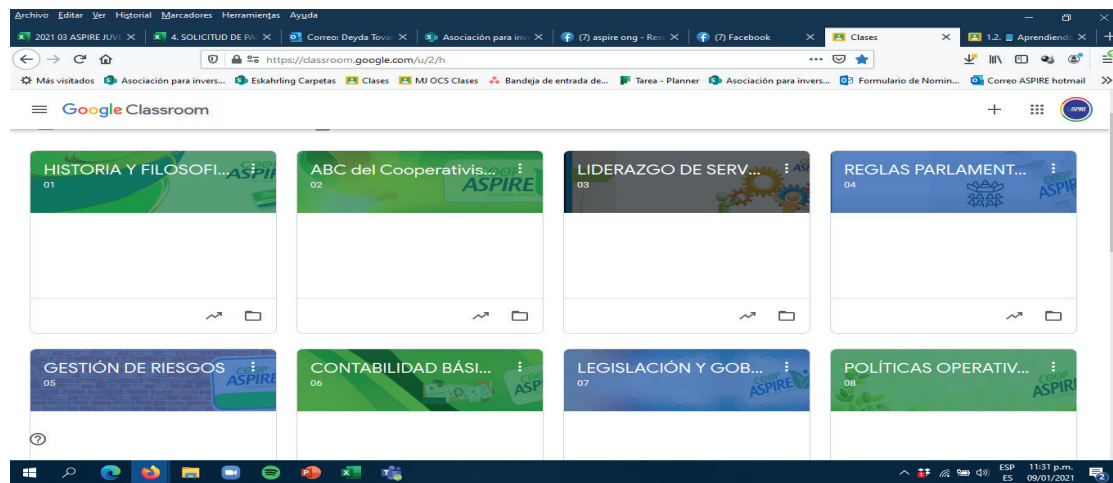 Archivo Editar Ver Historial Marcadores Herramientas Ayuda
2021 03 ASPIRE JUVE 4. SOLICITUD DE PA Correo: Deyda Tovar Asociación para inv (7) aspire ong - Res (7) Facebook Clases 1.2. Aprendiendo
https://classroom.google.com/u/2/h
Más visitados Asociación para invers... Eskahrling Carpetas Clases MJ OCS Clases Bandeja de entrada de... Tarea - Planner Asociación para invers... Formulario de Nomin... Correo ASPIRE hotmail
Google Classroom
ASPIRE
HISTORIA Y FILOSOFI... ABC del Cooperativis... LIDERAZGO DE SERV... REGLAS PARLAMENT...
01 02 03 04
GESTIÓN DE RIESGOS CONTABILIDAD BÁSI... LEGISLACIÓN Y GOB... POLÍTICAS OPERATIV...
05 06 07 08
ESP 11:31 p.m.
ES 09/01/2021